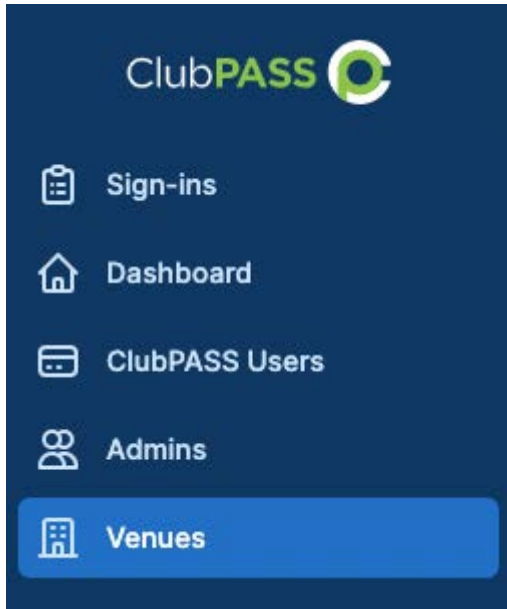 ClubPASS
Sign-ins
Dashboard
ClubPASS Users
Admins
Venues